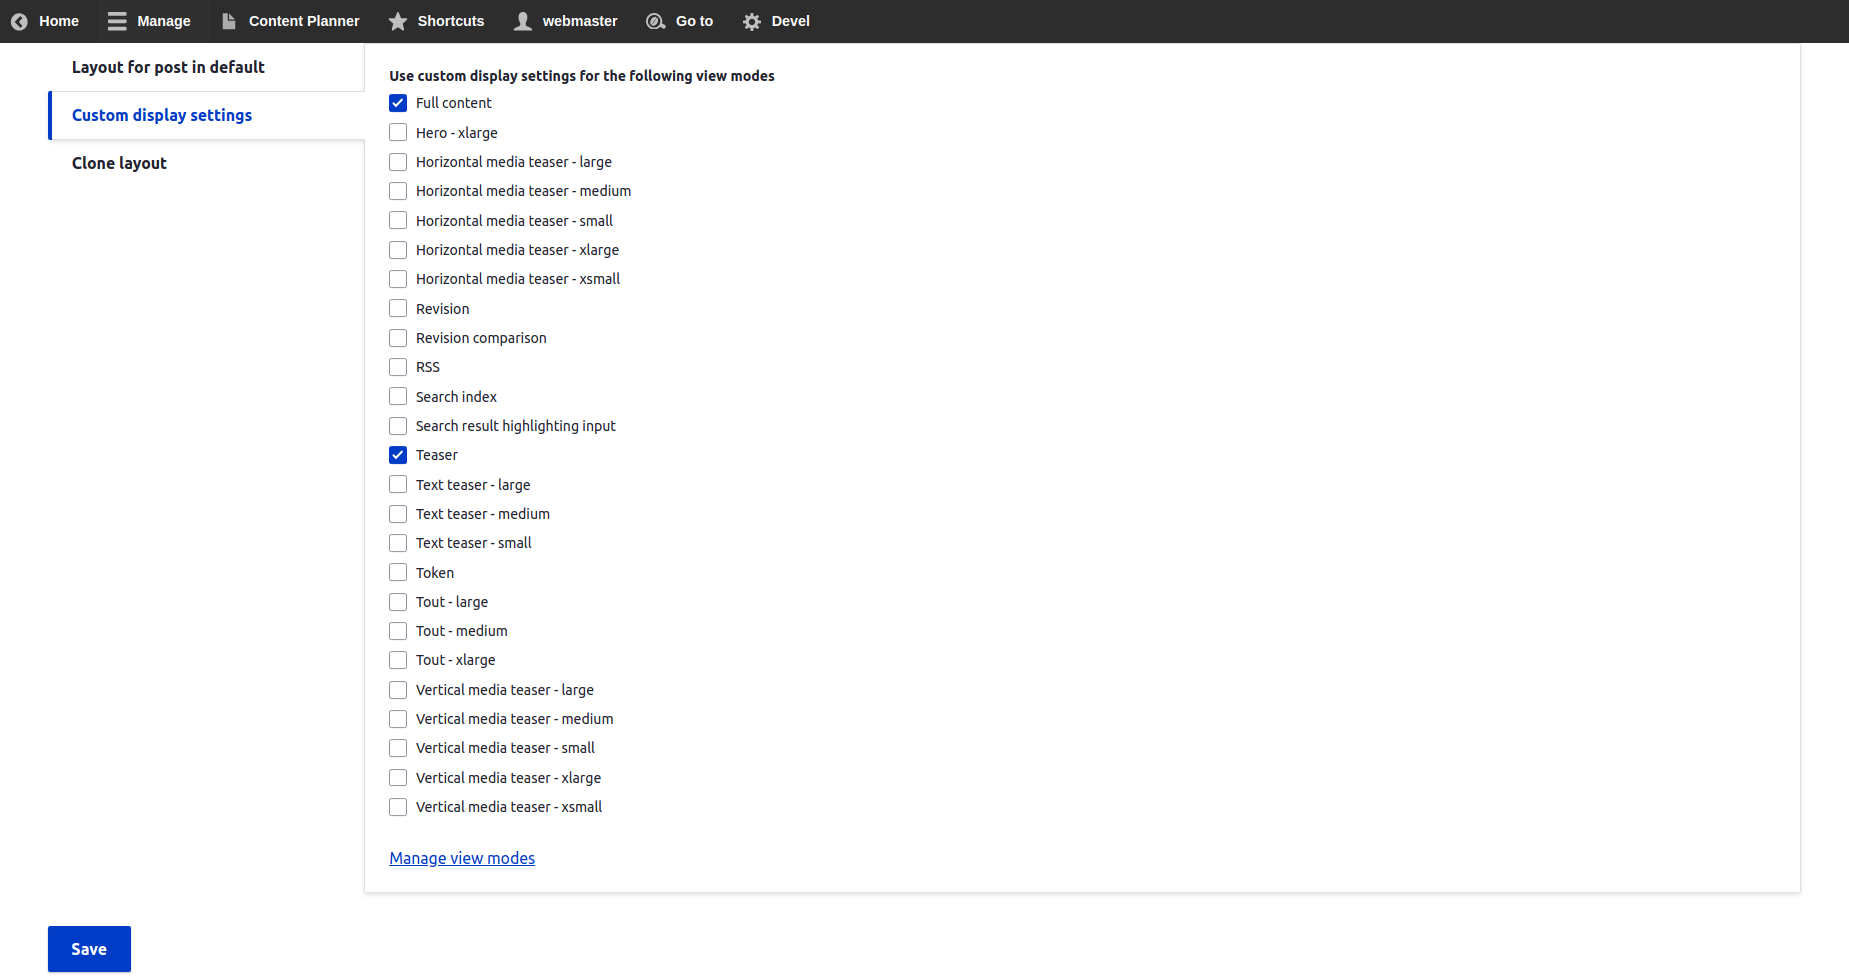 Home Manage Content Planner Shortcuts webmaster Go to Devel
Layout for post in default
Custom display settings
Clone layout
Use custom display settings for the following view modes
Full content
Hero - xlarge
Horizontal media teaser - large
Horizontal media teaser - medium
Horizontal media teaser - small
Horizontal media teaser - xlarge
Horizontal media teaser - xsmall
Revision
Revision comparison
RSS
Search index
Search result highlighting input
Teaser
Text teaser - large
Text teaser - medium
Text teaser - small
Token
Tout - large
Tout - medium
Tout - xlarge
Vertical media teaser - large
Vertical media teaser - medium
Vertical media teaser - small
Vertical media teaser - xlarge
Vertical media teaser - xsmall
Manage view modes
Save